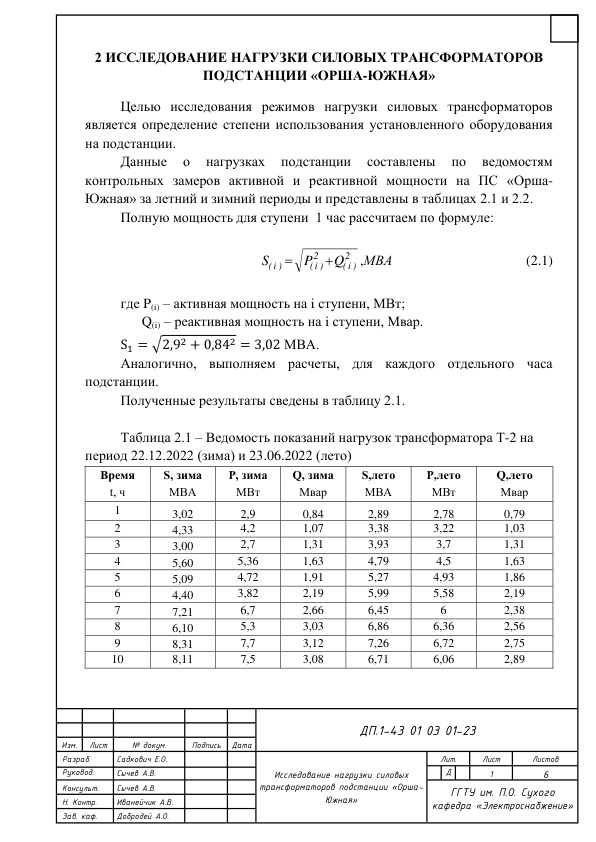 2 ИССЛЕДОВАНИЕ НАГРУЗКИ СИЛОВЫХ ТРАНСФОРМАТОРОВ
ПОДСТАНЦИИ «ОРША-ЮЖНАЯ»
Целью исследования режимов нагрузки силовых трансформаторов
является определение степени использования установленного оборудования
на подстанции.
Данные о нагрузках подстанции составлены по ведомостям
контрольных замеров активной и реактивной мощности на ПС «Орша-
Южная» за летний и зимний периоды и представлены в таблицах 2.1 и 2.2.
Полную мощность для ступени 1 час рассчитаем по формуле:
S(i) = √P²(i) + Q²(i) ,МВА (2.1)
где P(i) – активная мощность на i ступени, МВт;
Q(i) – реактивная мощность на i ступени, Мвар.
S₁ = √2,9² + 0,84² = 3,02 МВА.
Аналогично, выполняем расчеты, для каждого отдельного часа
подстанции.
Полученные результаты сведены в таблицу 2.1.
Таблица 2.1 – Ведомость показаний нагрузок трансформатора Т-2 на
период 22.12.2022 (зима) и 23.06.2022 (лето)
Время S, зима P, зима Q, зима S,лето P,лето Q,лето
t, ч МВА МВт Мвар МВА МВт Мвар
1 3,02 2,9 0,84 2,89 2,78 0,79
2 4,33 4,2 1,07 3,38 3,22 1,03
3 3,00 2,7 1,31 3,93 3,7 1,31
4 5,60 5,36 1,63 4,79 4,5 1,63
5 5,09 4,72 1,91 5,27 4,93 1,86
6 4,40 3,82 2,19 5,99 5,58 2,19
7 7,21 6,7 2,66 6,45 6 2,38
8 6,10 5,3 3,03 6,86 6,36 2,56
9 8,31 7,7 3,12 7,26 6,72 2,75
10 8,11 7,5 3,08 6,71 6,06 2,89
ДП.1-43 01 03 01-23
Изм. Лист № докум. Подпись Дата
Разраб. Садкович Е.О.
Руковод. Сычев А.В.
Консульт. Сычев А.В.
Н. Контр. Иванейчик А.В.
Зав. каф. Добродей А.О.
Исследование нагрузки силовых
трансформаторов подстанции «Орша-
Южная»
Лит. Лист Листов
Д 1 6
ГГТУ им. П.О. Сухого
кафедра «Электроснабжение»